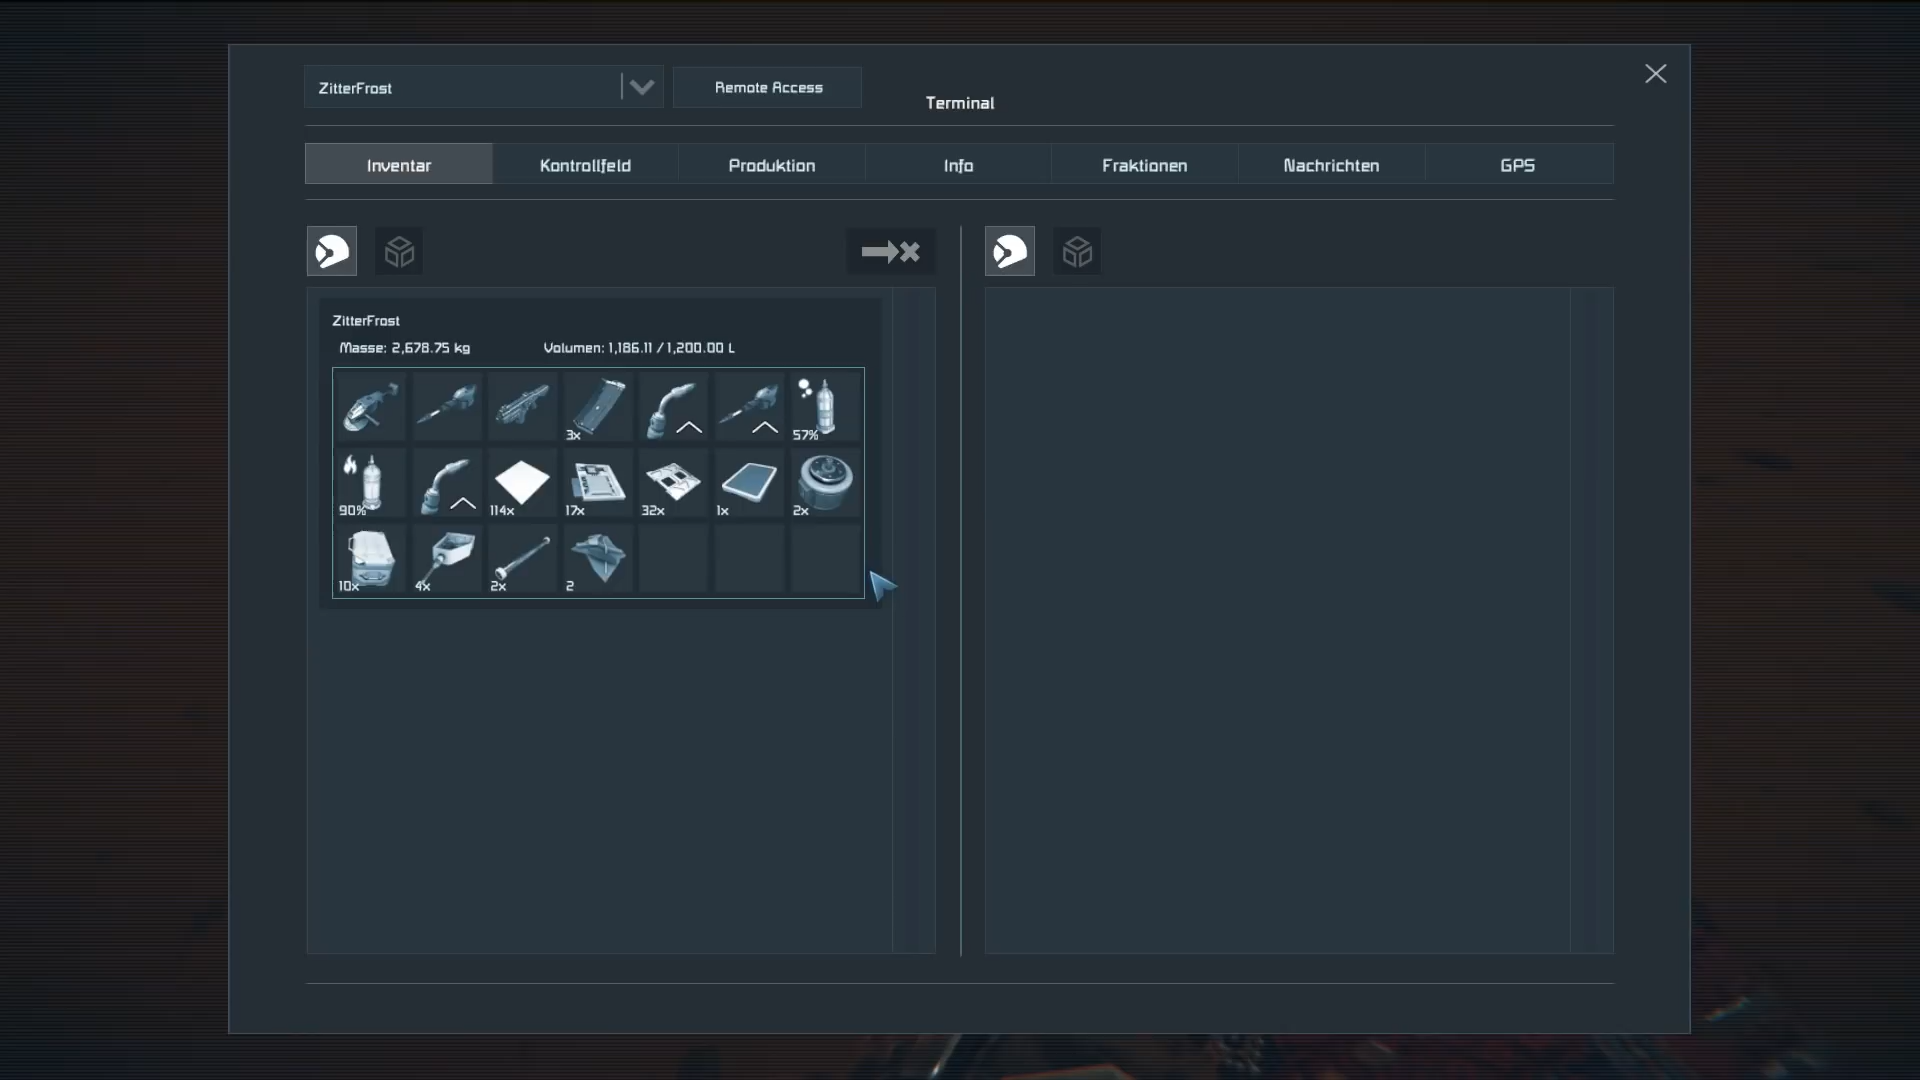 ZitterFrost
Remote Access
Terminal
Inventar
Kontrollfeld
Produktion
Info
Fraktionen
Nachrichten
GPS
ZitterFrost
Masse: 2,678.75 kg
Volumen: 1,186.11 / 1,200.00 L
3x
57%
90%
114x
17x
32x
1x
2x
10x
4x
2x
2